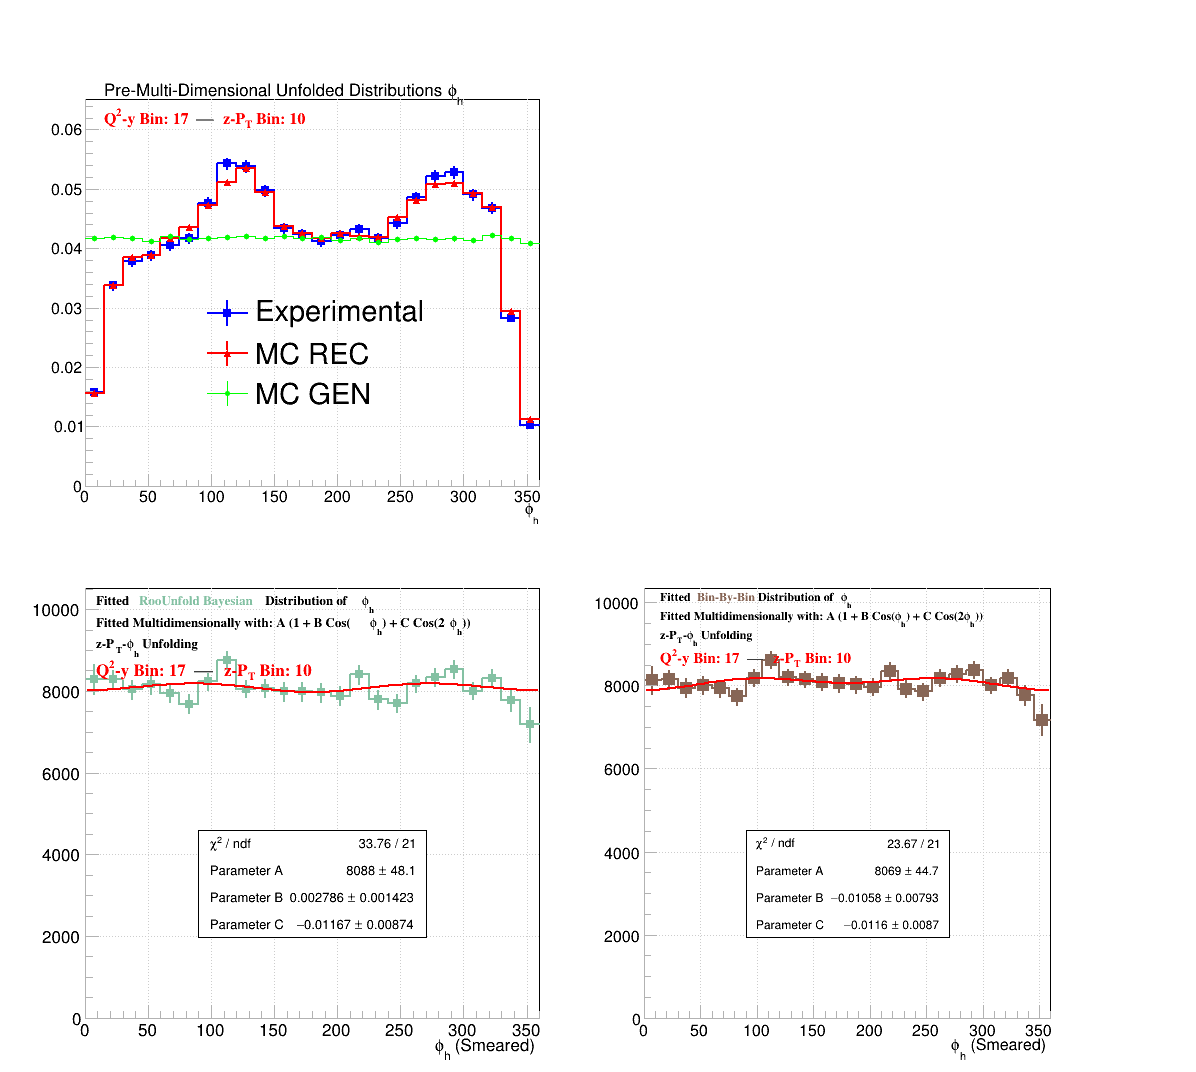 Pre-Multi-Dimensional Unfolded Distributions ϕh
Q²-y Bin: 17 — z-PT Bin: 10
0.06
0.05
0.04
0.03
0.02
0.01
0
Experimental
MC REC
MC GEN
0 50 100 150 200 250 300 350
ϕh
Fitted RooUnfold Bayesian Distribution of ϕh
Fitted Multidimensionally with: A (1 + B Cos( ϕh) + C Cos(2 ϕh))
z-PT-ϕh Unfolding
Q²-y Bin: 17 — z-PT Bin: 10
10000
8000
6000
4000
2000
0
χ² / ndf 33.76 / 21
Parameter A 8088 ± 48.1
Parameter B 0.002786 ± 0.001423
Parameter C −0.01167 ± 0.00874
0 50 100 150 200 250 300 350
ϕh (Smeared)
Fitted Bin-By-Bin Distribution of ϕh
Fitted Multidimensionally with: A (1 + B Cos(ϕh) + C Cos(2ϕh))
z-PT-ϕh Unfolding
Q²-y Bin: 17 — z-PT Bin: 10
10000
8000
6000
4000
2000
0
χ² / ndf 23.67 / 21
Parameter A 8069 ± 44.7
Parameter B −0.01058 ± 0.00793
Parameter C −0.0116 ± 0.0087
0 50 100 150 200 250 300 350
ϕh (Smeared)